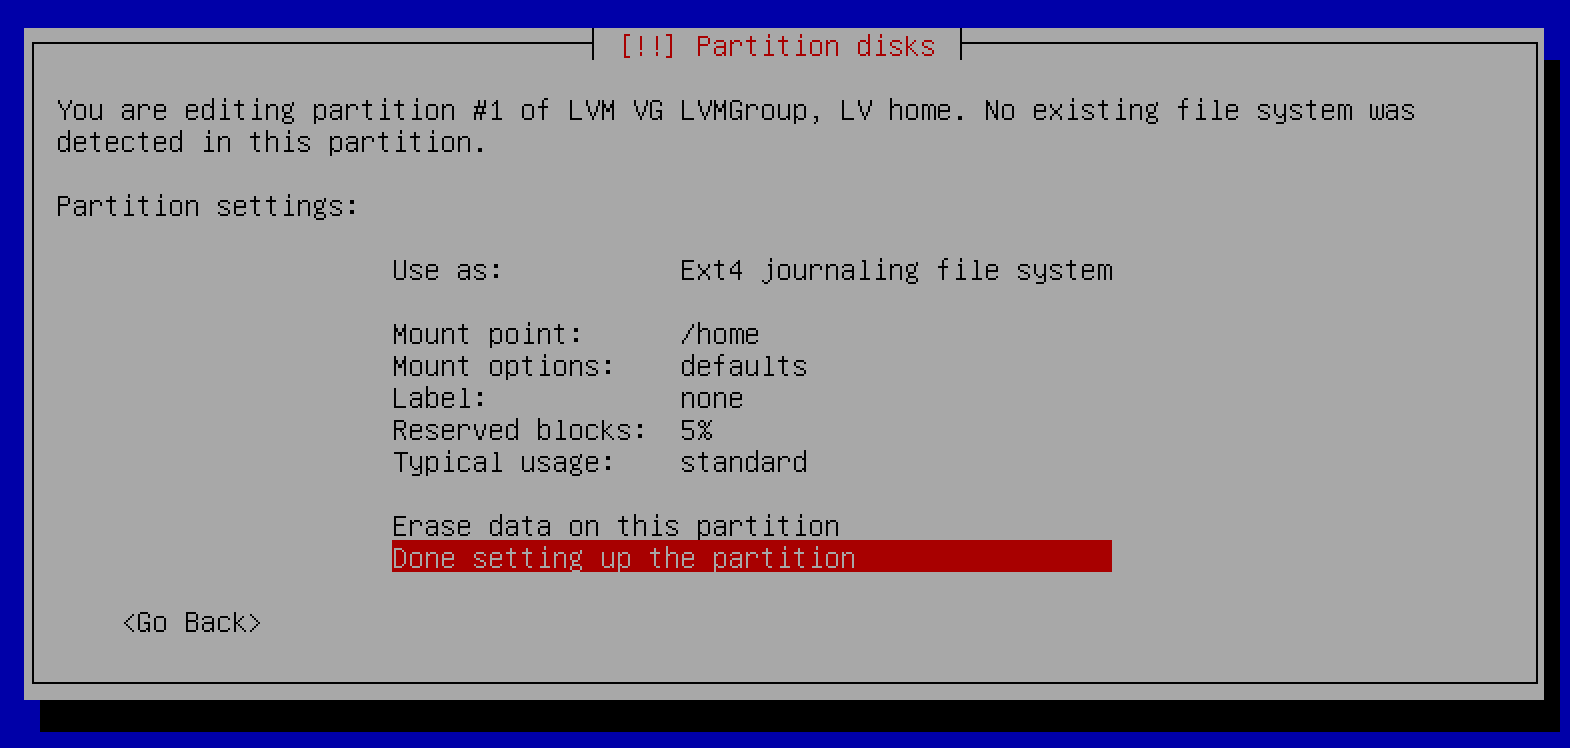 [!!] Partition disks
You are editing partition #1 of LVM VG LVMGroup, LV home. No existing file system was
detected in this partition.
Partition settings:
Use as: Ext4 journaling file system
Mount point: /home
Mount options: defaults
Label: none
Reserved blocks: 5%
Typical usage: standard
Erase data on this partition
Done setting up the partition
<Go Back>